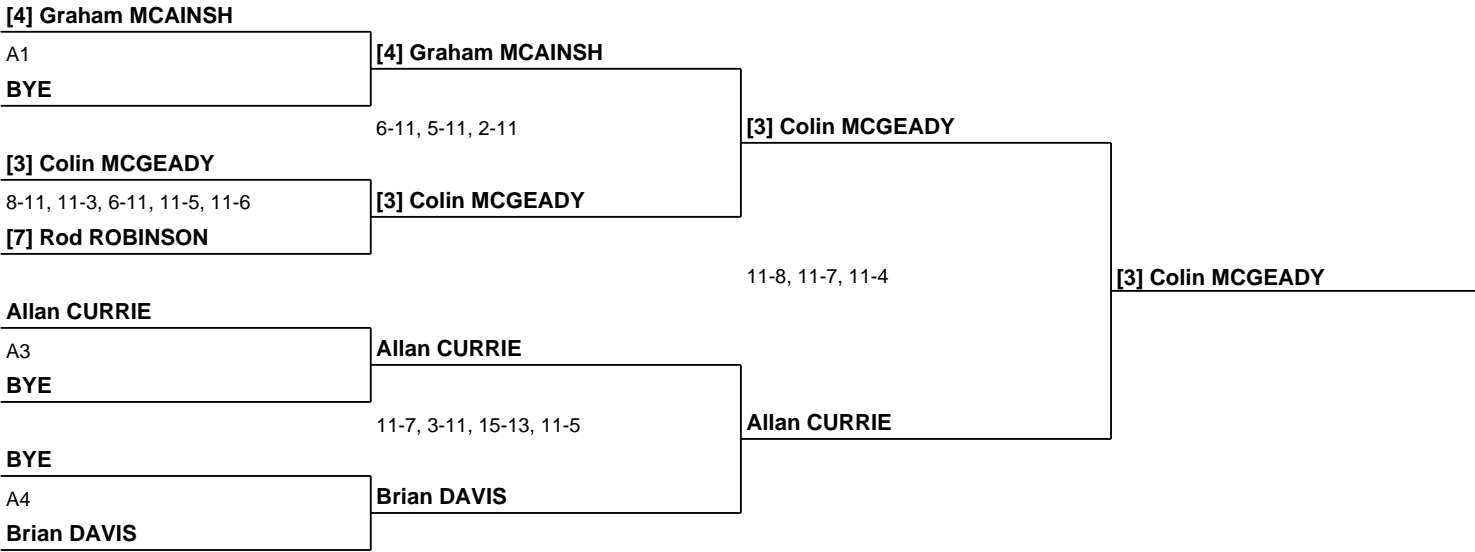 [4] Graham MCAINSH
A1
BYE
[4] Graham MCAINSH
6-11, 5-11, 2-11
[3] Colin MCGEADY
[3] Colin MCGEADY
8-11, 11-3, 6-11, 11-5, 11-6
[3] Colin MCGEADY
[7] Rod ROBINSON
11-8, 11-7, 11-4
[3] Colin MCGEADY
Allan CURRIE
A3
Allan CURRIE
BYE
11-7, 3-11, 15-13, 11-5
Allan CURRIE
BYE
A4
Brian DAVIS
Brian DAVIS